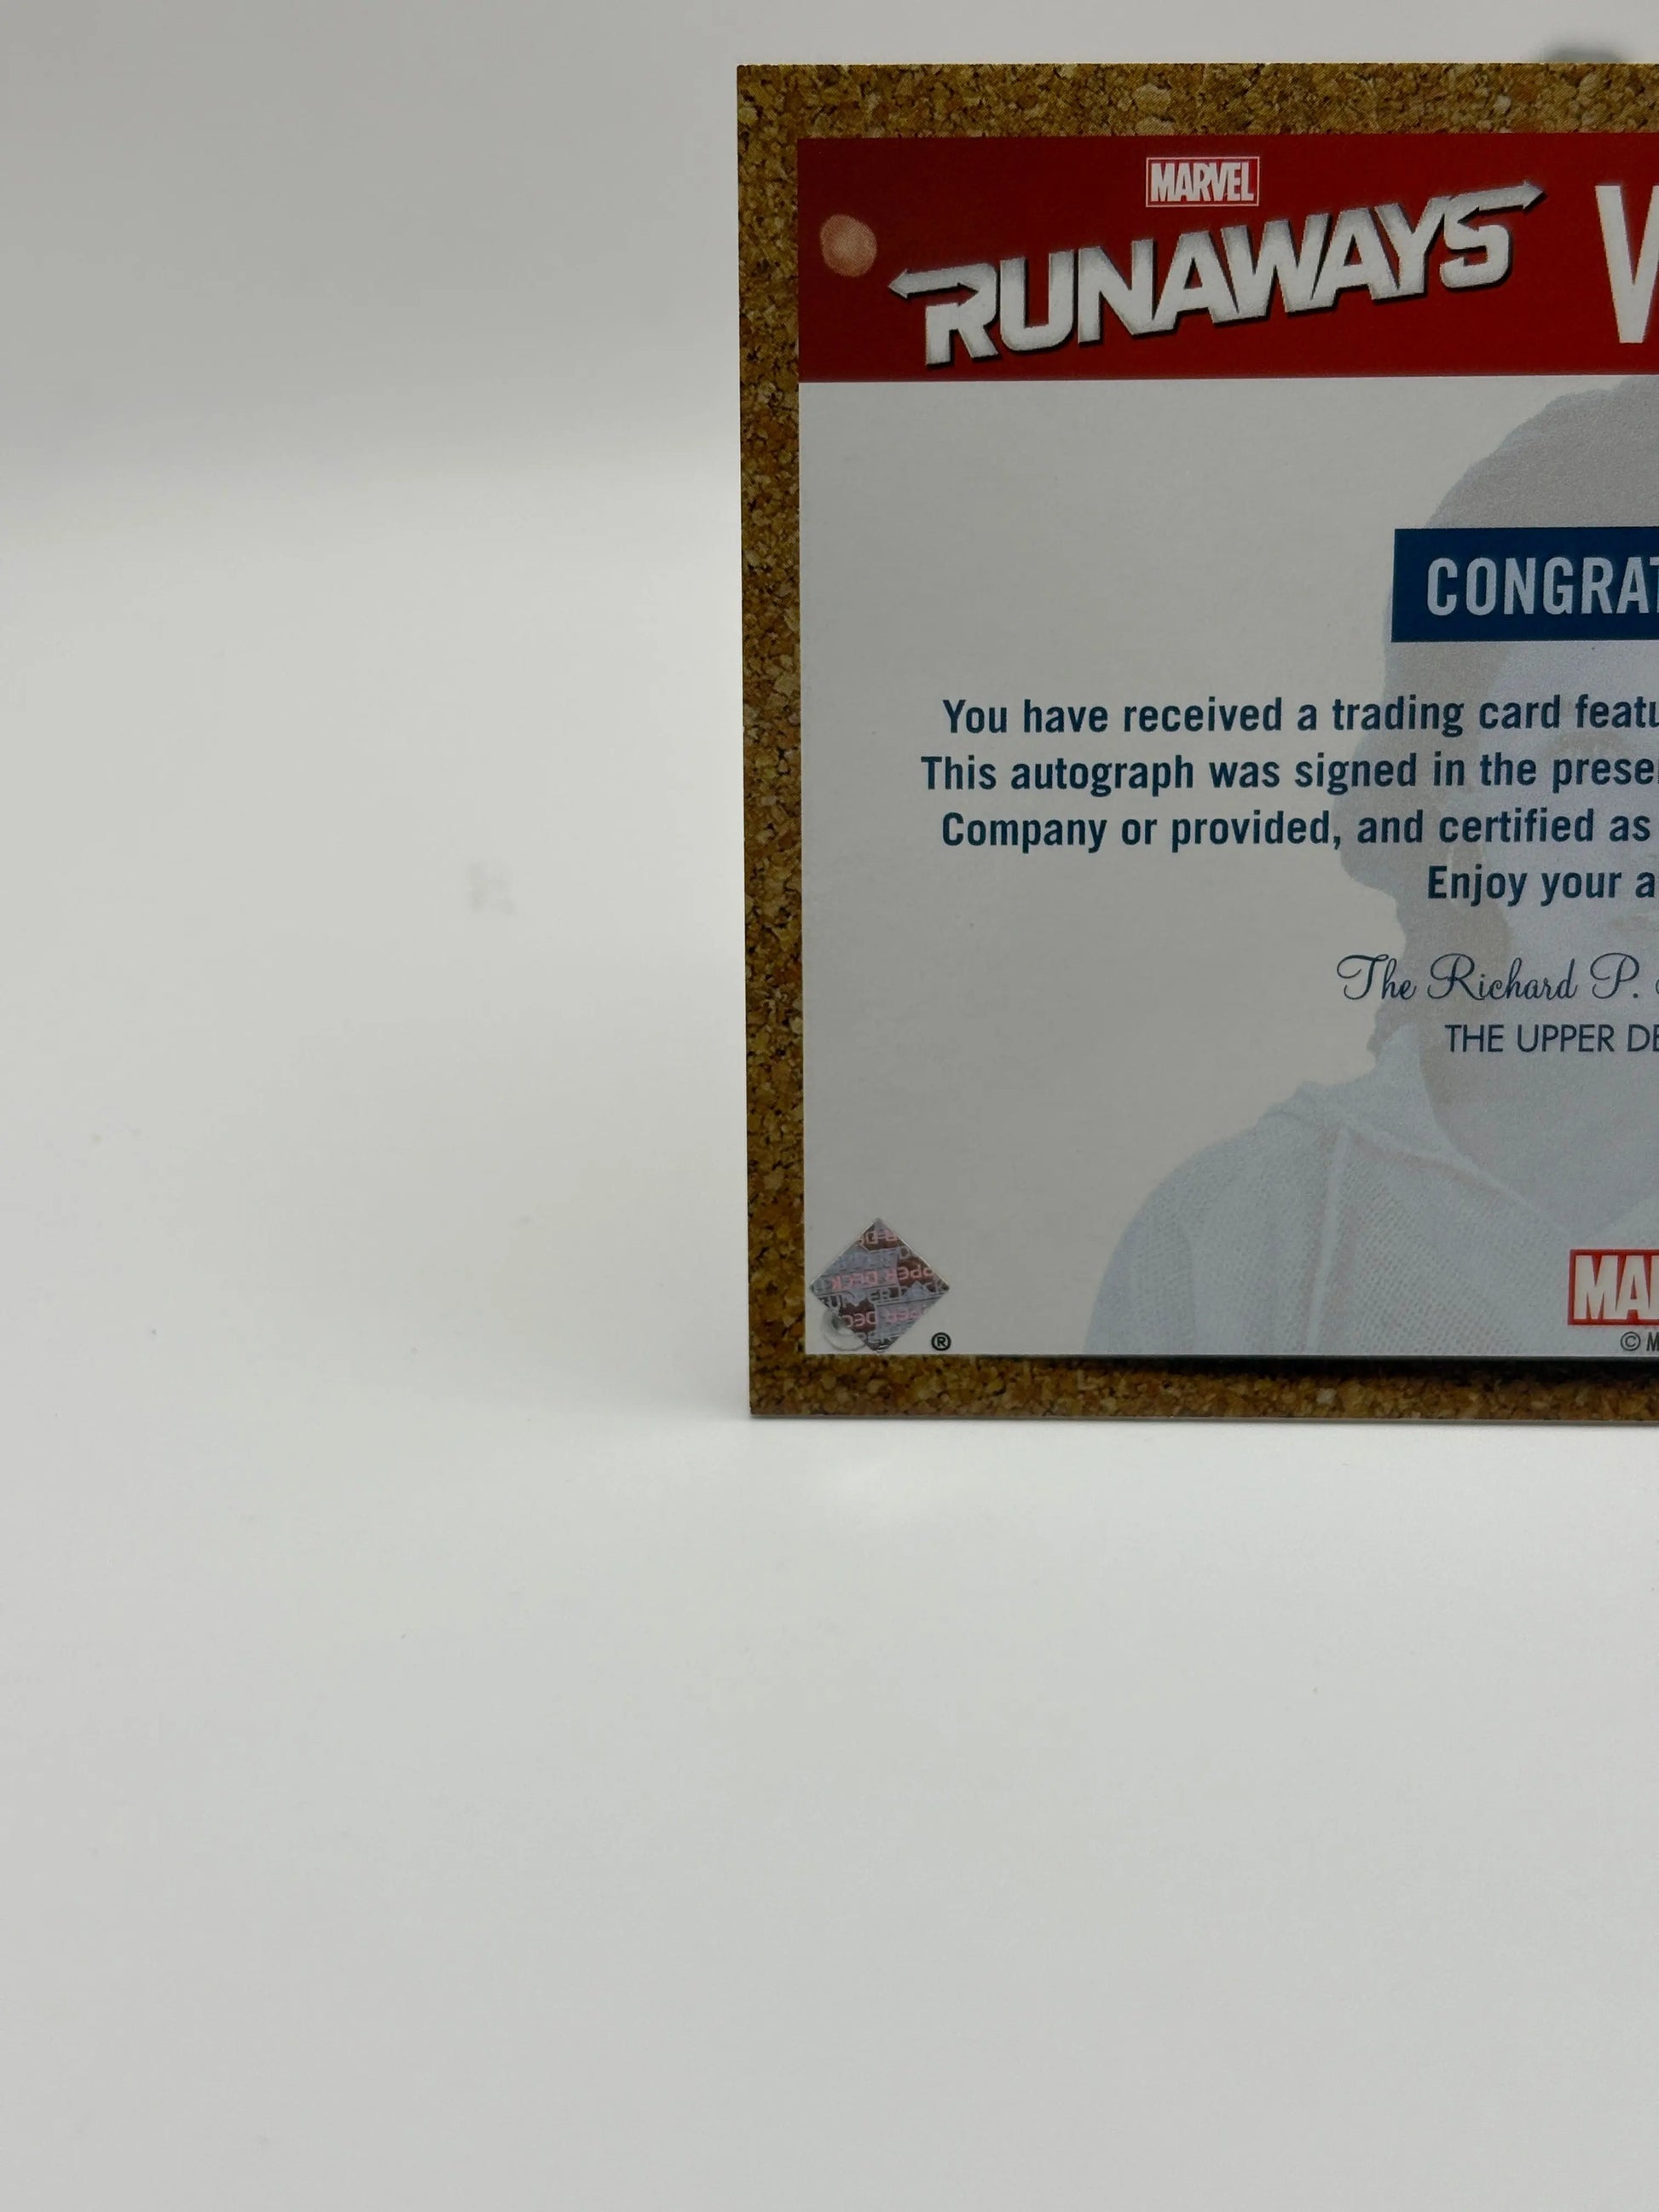 MARVEL
RUNAWAYS
CONGRAT
You have received a trading card featu
This autograph was signed in the prese
Company or provided, and certified as
Enjoy your a
The Richard P.
THE UPPER DE
MAR
® 
© M